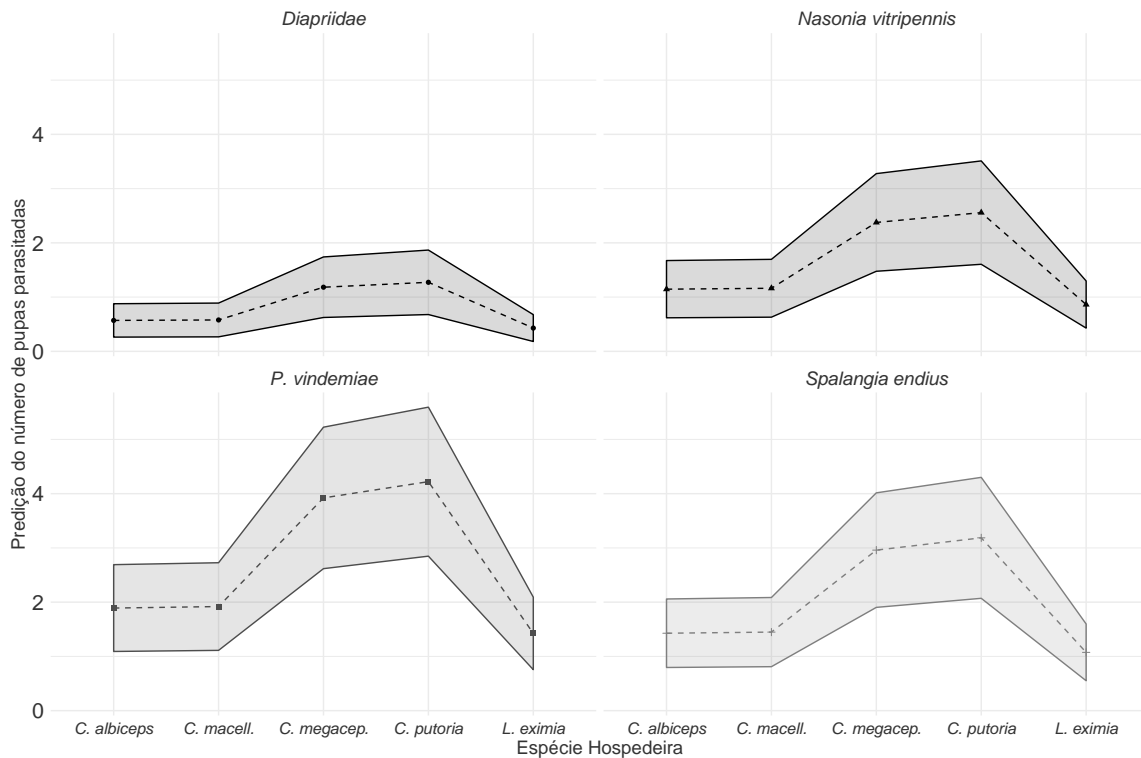 Diapriidae
Nasonia vitripennis
4
2
0
P. vindemiae
Spalangia endius
4
2
0
Predição do número de pupas parasitadas
C. albiceps
C. macell.
C. megacep.
C. putoria
L. eximia
C. albiceps
C. macell.
C. megacep.
C. putoria
L. eximia
Espécie Hospedeira